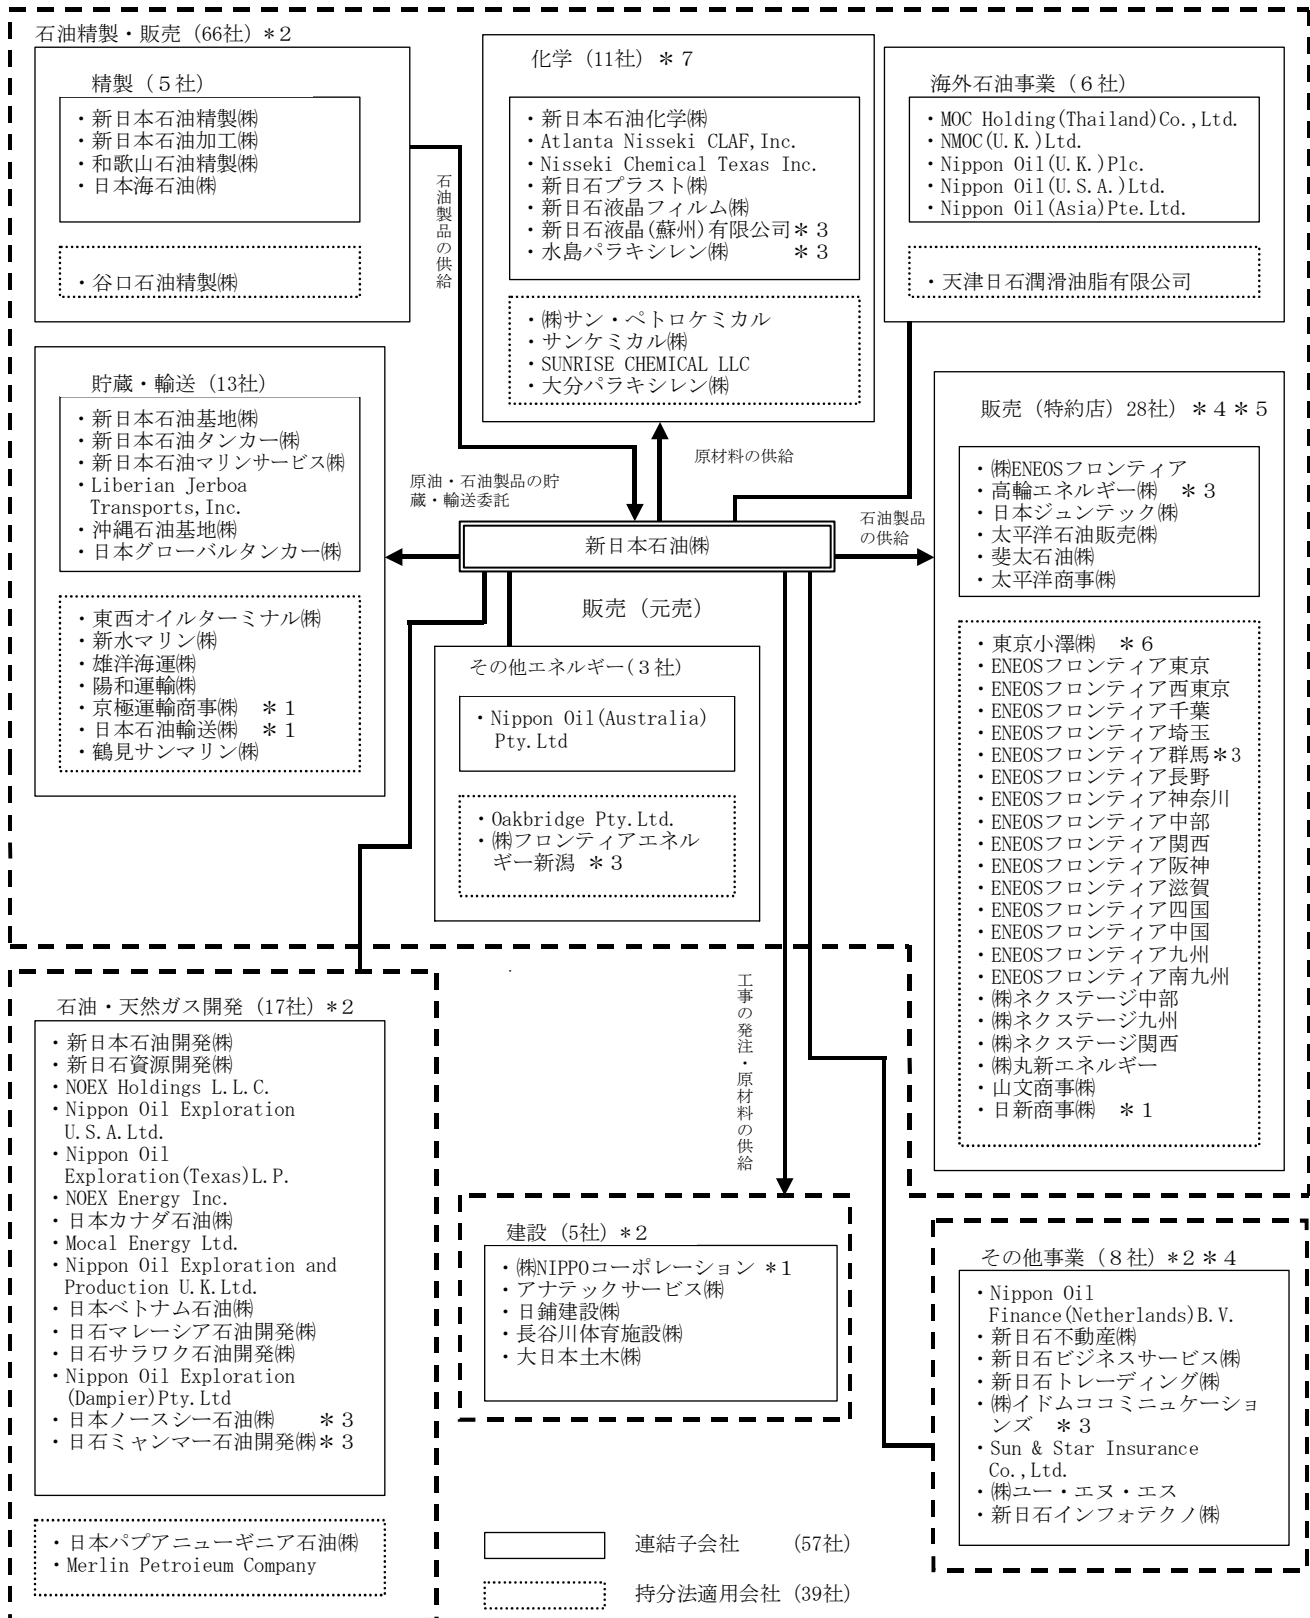 石油精製・販売（66社）＊2
精製（５社）
・新日本石油精製㈱
・新日本石油加工㈱
・和歌山石油精製㈱
・日本海石油㈱
・谷口石油精製㈱
石油製品の供給
化学（11社）＊７
・新日本石油化学㈱
・Atlanta Nisseki CLAF,Inc.
・Nisseki Chemical Texas Inc.
・新日石プラスト㈱
・新日石液晶フィルム㈱
・新日石液晶(蘇州)有限公司＊３
・水島パラキシレン㈱　　＊３
・㈱サン・ペトロケミカル
・サンケミカル㈱
・SUNRISE CHEMICAL LLC
・大分パラキシレン㈱
海外石油事業（６社）
・MOC Holding(Thailand)Co.,Ltd.
・NMOC(U.K.)Ltd.
・Nippon Oil(U.K.)Plc.
・Nippon Oil(U.S.A.)Ltd.
・Nippon Oil(Asia)Pte.Ltd.
・天津日石潤滑油脂有限公司
貯蔵・輸送（13社）
・新日本石油基地㈱
・新日本石油タンカー㈱
・新日本石油マリンサービス㈱
・Liberian Jerboa
Transports,Inc.
・沖縄石油基地㈱
・日本グローバルタンカー㈱
・東西オイルターミナル㈱
・新水マリン㈱
・雄洋海運㈱
・陽和運輸㈱
・京極運輸商事㈱　＊１
・日本石油輸送㈱　＊１
・鶴見サンマリン㈱
原油・石油製品の貯
蔵・輸送委託
原材料の供給
新日本石油㈱
販売（元売）
石油製品
の供給
販売（特約店）28社）＊４＊５
・㈱ENEOSフロンティア
・高輪エネルギー㈱　＊３
・日本ジュンテック㈱
・太平洋石油販売㈱
・斐太石油㈱
・太平洋商事㈱
・東京小澤㈱　＊６
・ENEOSフロンティア東京
・ENEOSフロンティア西東京
・ENEOSフロンティア千葉
・ENEOSフロンティア埼玉
・ENEOSフロンティア群馬＊3
・ENEOSフロンティア長野
・ENEOSフロンティア神奈川
・ENEOSフロンティア中部
・ENEOSフロンティア関西
・ENEOSフロンティア阪神
・ENEOSフロンティア滋賀
・ENEOSフロンティア四国
・ENEOSフロンティア中国
・ENEOSフロンティア九州
・ENEOSフロンティア南九州
・㈱ネクステージ中部
・㈱ネクステージ九州
・㈱ネクステージ関西
・㈱丸新エネルギー
・山文商事㈱
・日新商事㈱　＊１
その他エネルギー(３社)
・Nippon Oil(Australia)
Pty.Ltd
・Oakbridge Pty.Ltd.
・㈱フロンティアエネル
ギー新潟　＊３
石油・天然ガス開発（17社）＊2
・新日本石油開発㈱
・新日石資源開発㈱
・NOEX Holdings L.L.C.
・Nippon Oil Exploration
U.S.A.Ltd.
・Nippon Oil
Exploration(Texas)L.P.
・NOEX Energy Inc.
・日本カナダ石油㈱
・Mocal Energy Ltd.
・Nippon Oil Exploration and
Production U.K.Ltd.
・日本ベトナム石油㈱
・日石マレーシア石油開発㈱
・日石サラワク石油開発㈱
・Nippon Oil Exploration
(Dampier)Pty.Ltd
・日本ノースシー石油㈱　　＊３
・日石ミャンマー石油開発㈱＊３
・日本パプアニューギニア石油㈱
・Merlin Petroieum Company
工事の発注・原材料の供給
建設（5社）＊2
・㈱NIPPOコーポレーション ＊1
・アナテックサービス㈱
・日鋪建設㈱
・長谷川体育施設㈱
・大日本土木㈱
その他事業（８社）＊2＊４
・Nippon Oil
Finance(Netherlands)B.V.
・新日石不動産㈱
・新日石ビジネスサービス㈱
・新日石トレーディング㈱
・㈱イドムココミニュケーショ
ンズ　＊３
・Sun & Star Insurance
Co.,Ltd.
・㈱ユー・エヌ・エス
・新日石インフォテクノ㈱
連結子会社　　(57社)
持分法適用会社 (39社)